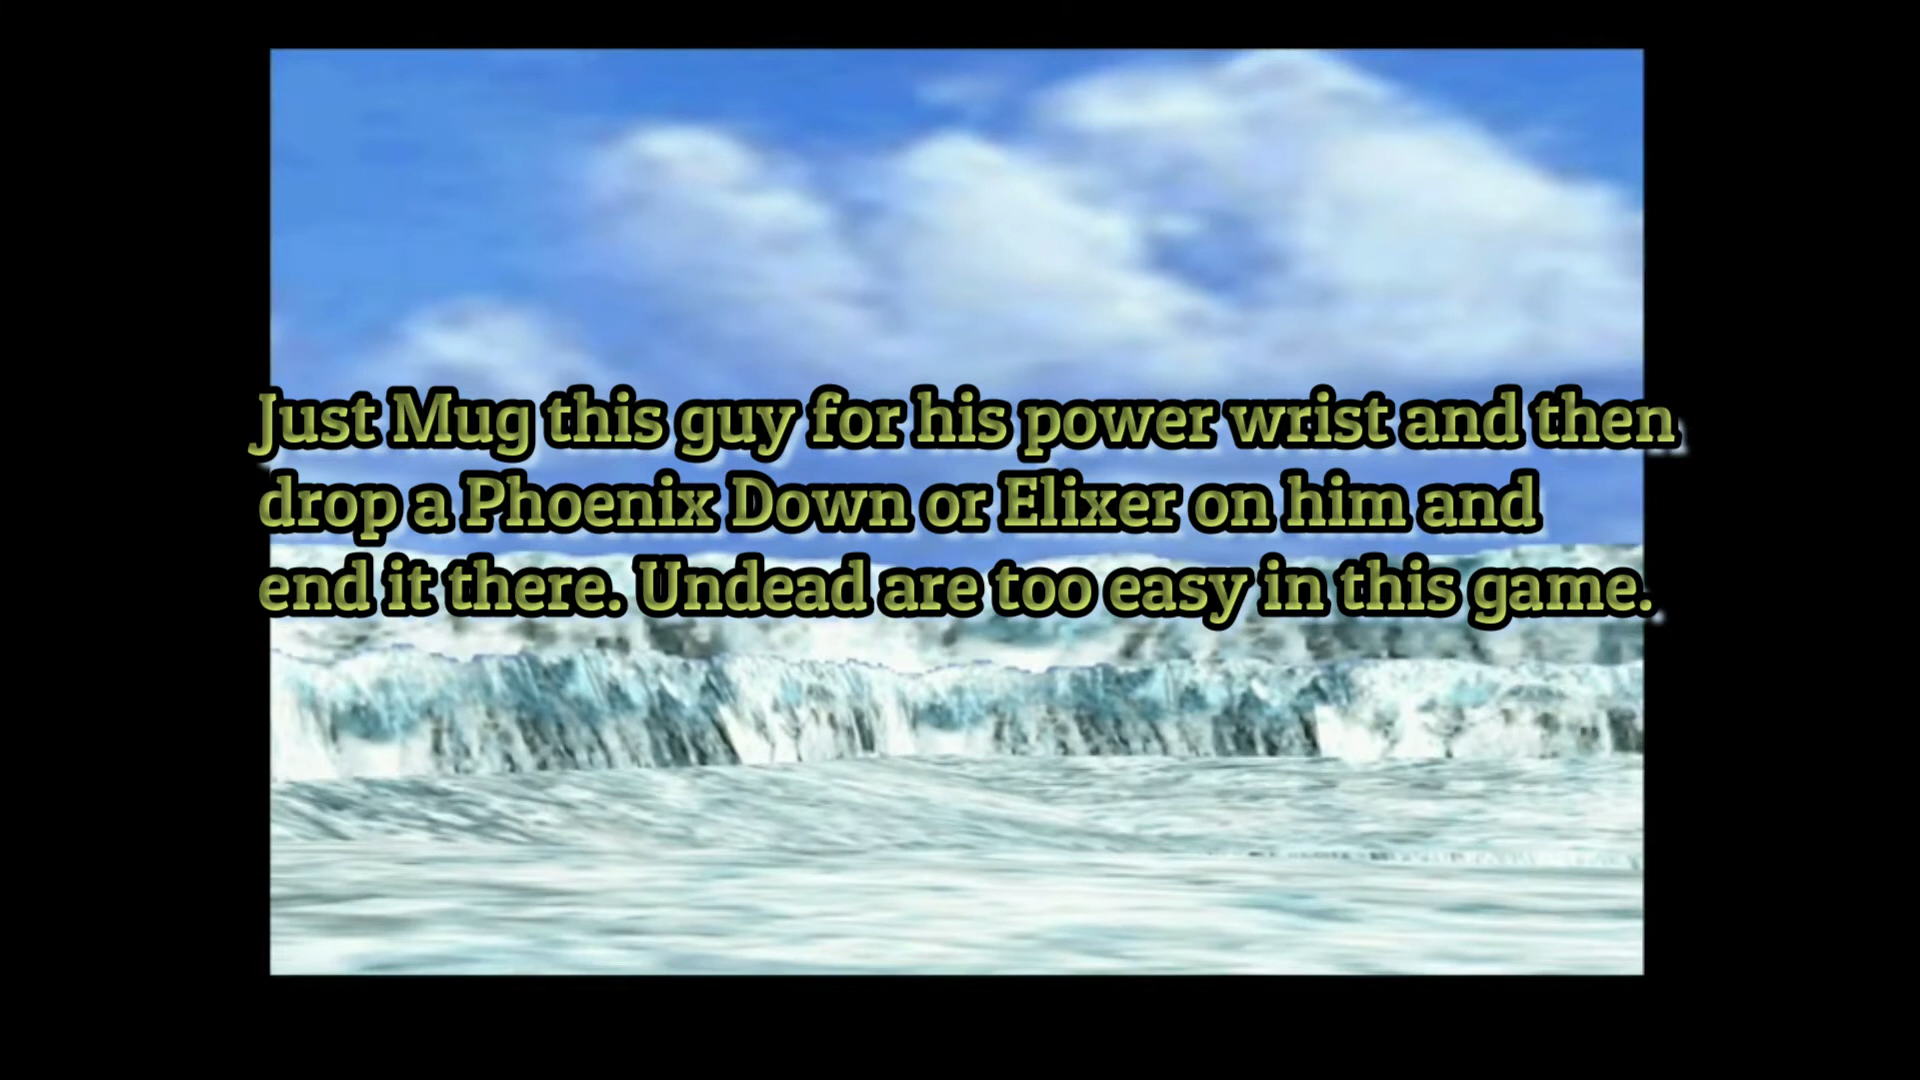 Just Mug this guy for his power wrist and then
drop a Phoenix Down or Elixer on him and
end it there. Undead are too easy in this game.